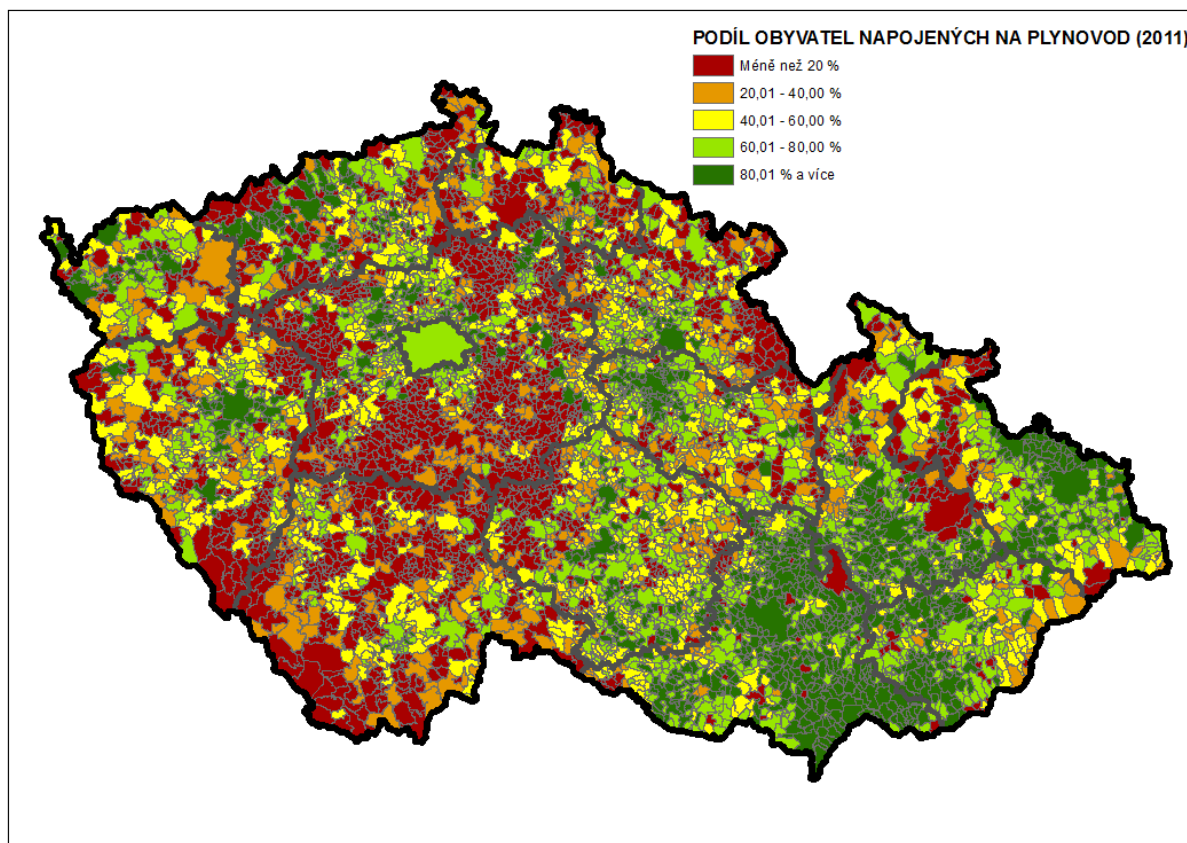 PODÍL OBYVATEL NAPOJENÝCH NA PLYNOVOD (2011)
Méně než 20 %
20,01 - 40,00 %
40,01 - 60,00 %
60,01 - 80,00 %
80,01 % a více